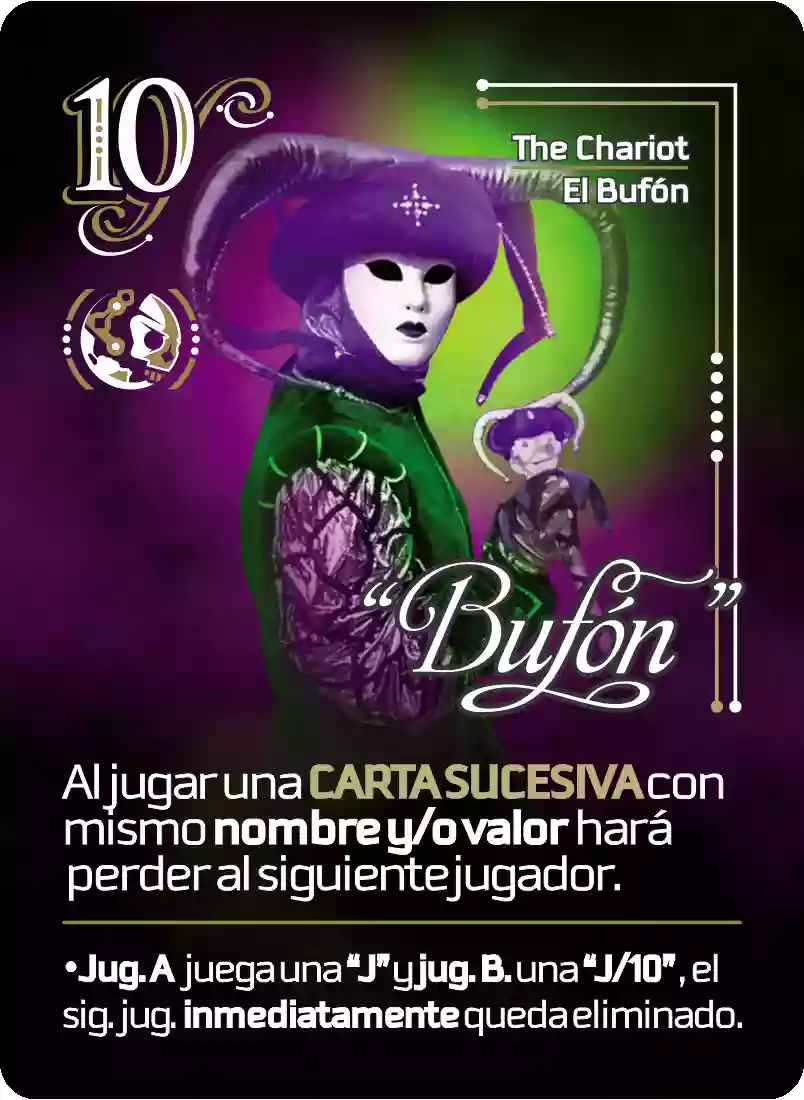 10
The Chariot
El Bufón
“Bufón”
Al jugar una CARTA SUCESIVA con
mismo nombre y/o valor hará
perder al siguiente jugador.
•Jug. A juega una “J” y jug. B. una “J/10”, el
sig. jug. inmediatamente queda eliminado.